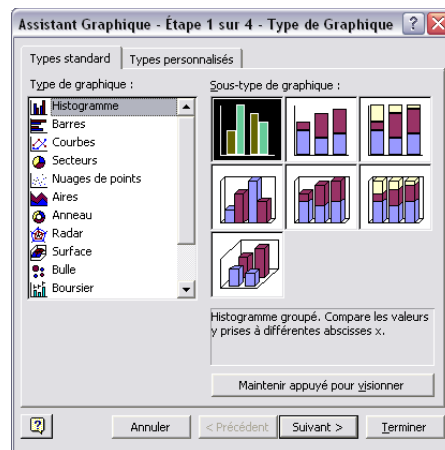 Assistant Graphique - Étape 1 sur 4 - Type de Graphique
Types standard
Types personnalisés
Type de graphique :
Histogramme
Barres
Courbes
Secteurs
Nuages de points
Aires
Anneau
Radar
Surface
Bulle
Boursier
Sous-type de graphique :
Histogramme groupé. Compare les valeurs
y prises à différentes abscisses x.
Maintenir appuyé pour visionner
Annuler
< Précédent
Suivant >
Terminer